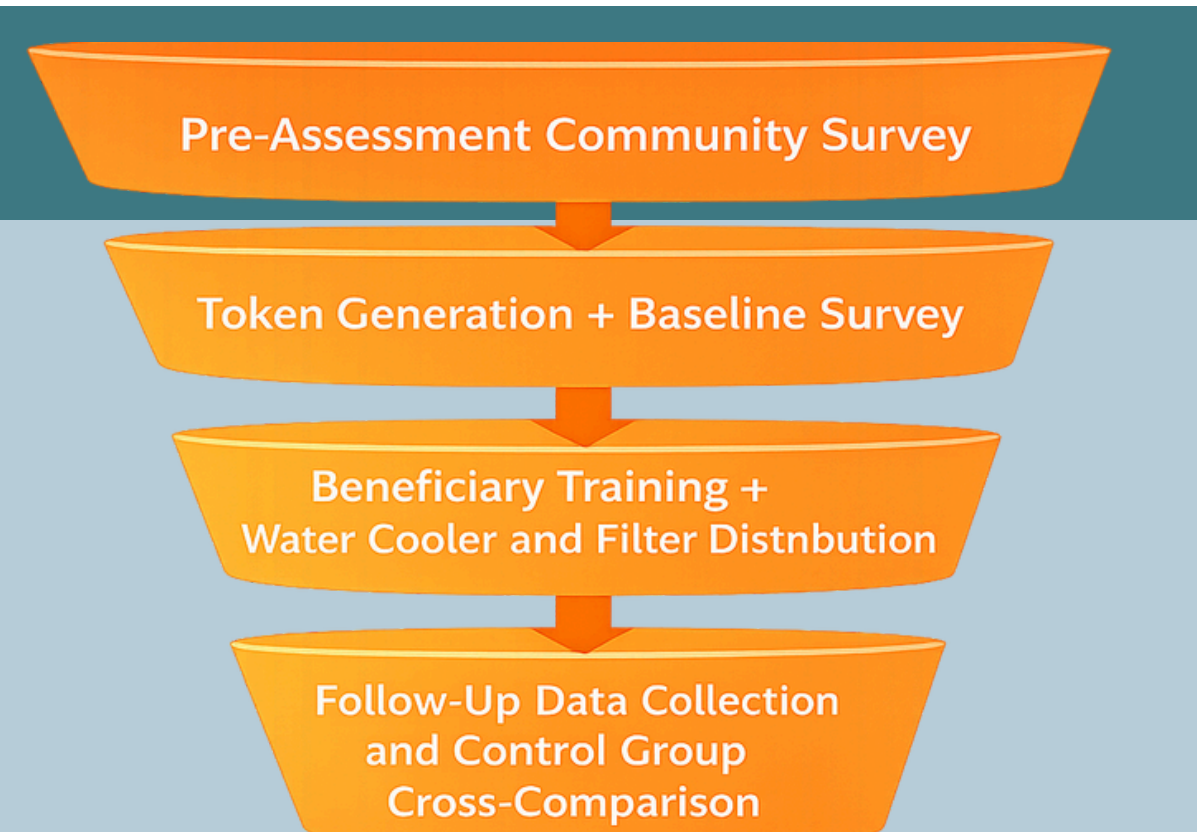 Pre-Assessment Community Survey
Token Generation + Baseline Survey
Beneficiary Training +
Water Cooler and Filter Distnbution
Follow-Up Data Collection
and Control Group
Cross-Comparison